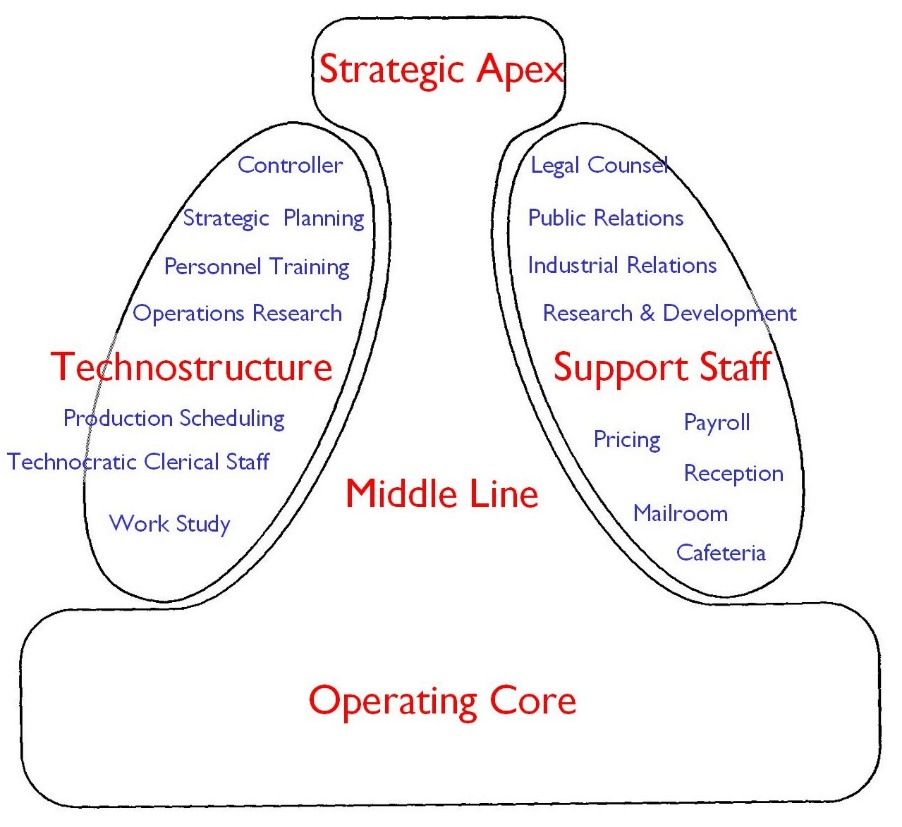 Strategic Apex
Controller
Strategic Planning
Personnel Training
Operations Research
Technostructure
Production Scheduling
Technocratic Clerical Staff
Work Study
Legal Counsel
Public Relations
Industrial Relations
Research & Development
Support Staff
Payroll
Pricing
Reception
Mailroom
Cafeteria
Middle Line
Operating Core